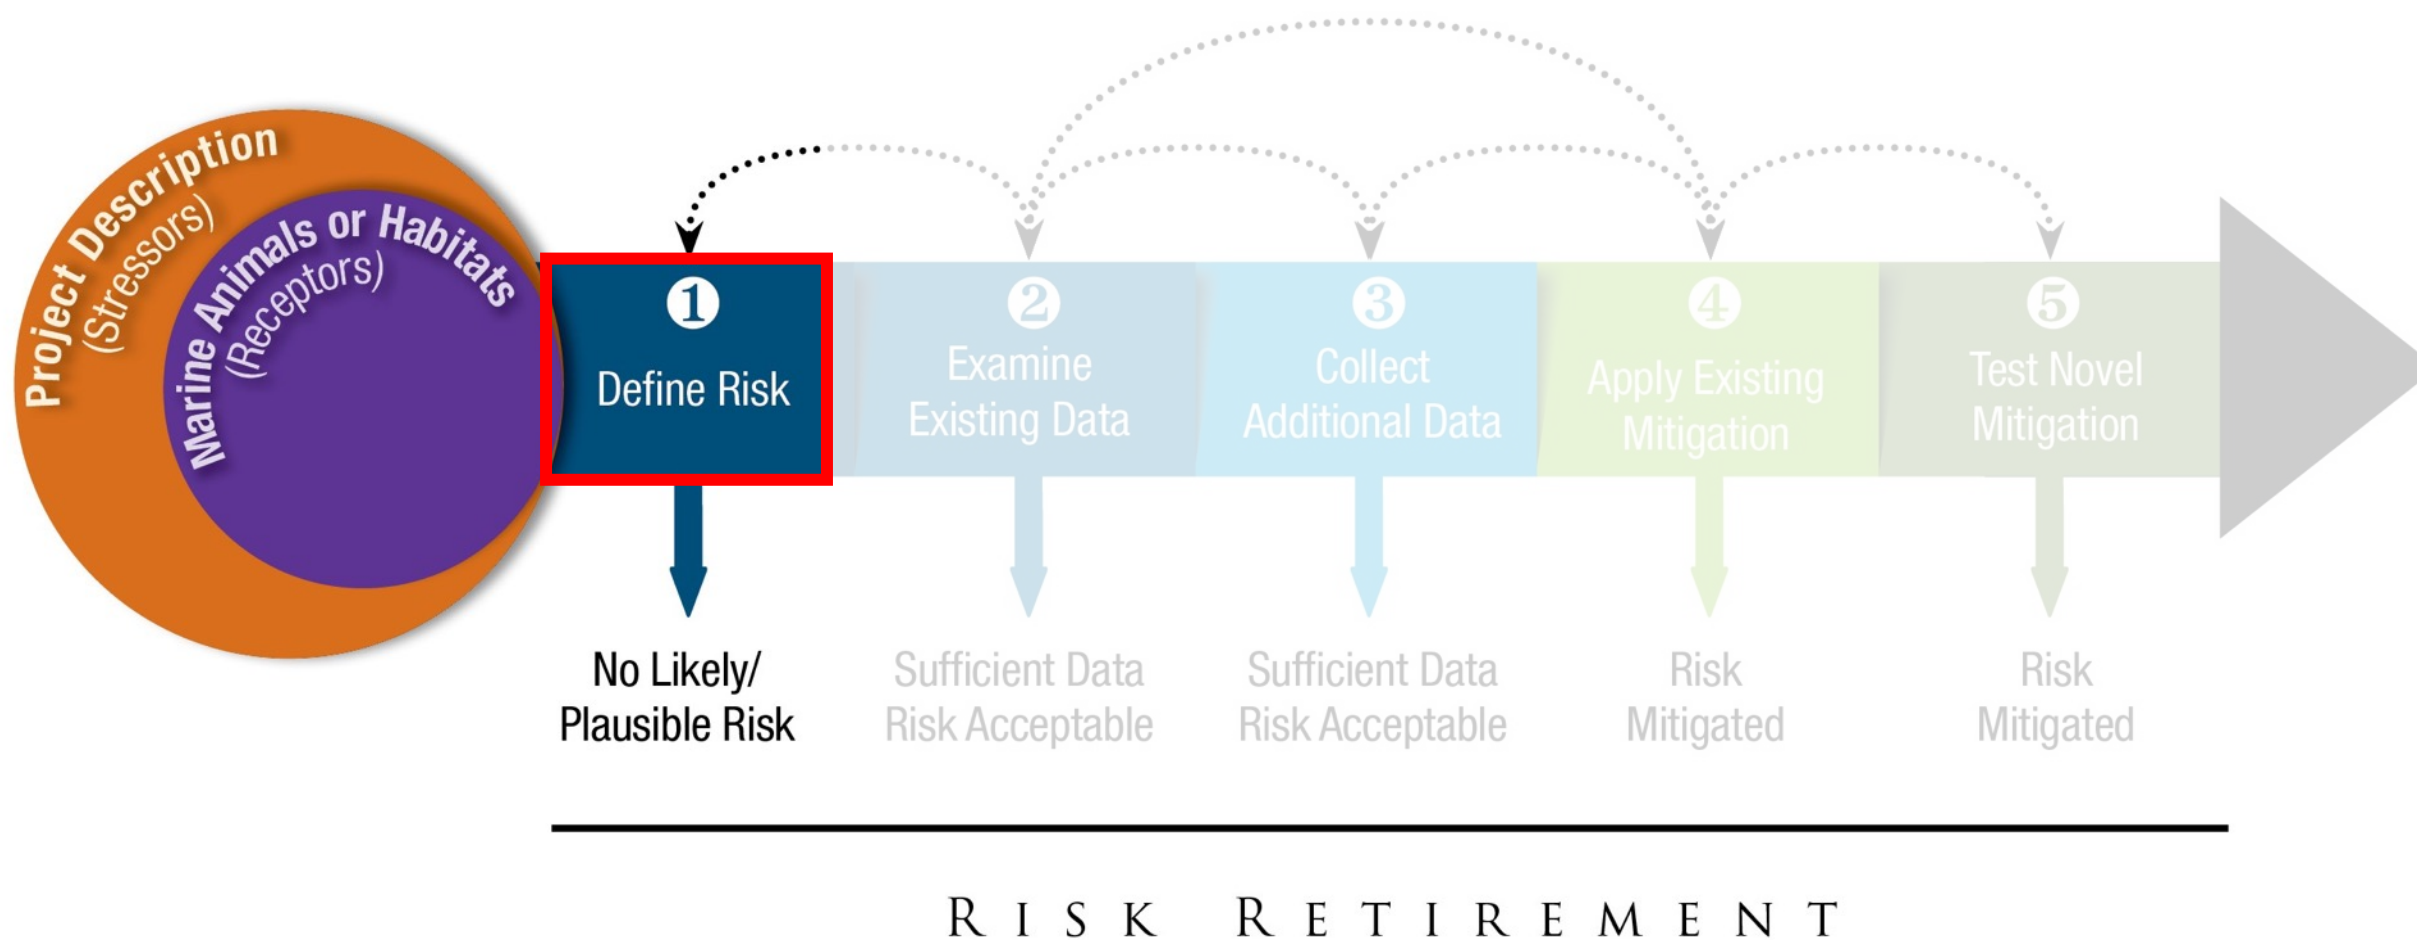 Project Description
(Stressors)
Marine Animals or Habitats
(Receptors)
1
Define Risk
2
Examine
Existing Data
3
Collect
Additional Data
4
Apply Existing
Mitigation
5
Test Novel
Mitigation
No Likely/
Plausible Risk
Sufficient Data
Risk Acceptable
Sufficient Data
Risk Acceptable
Risk
Mitigated
Risk
Mitigated
RISK RETIREMENT